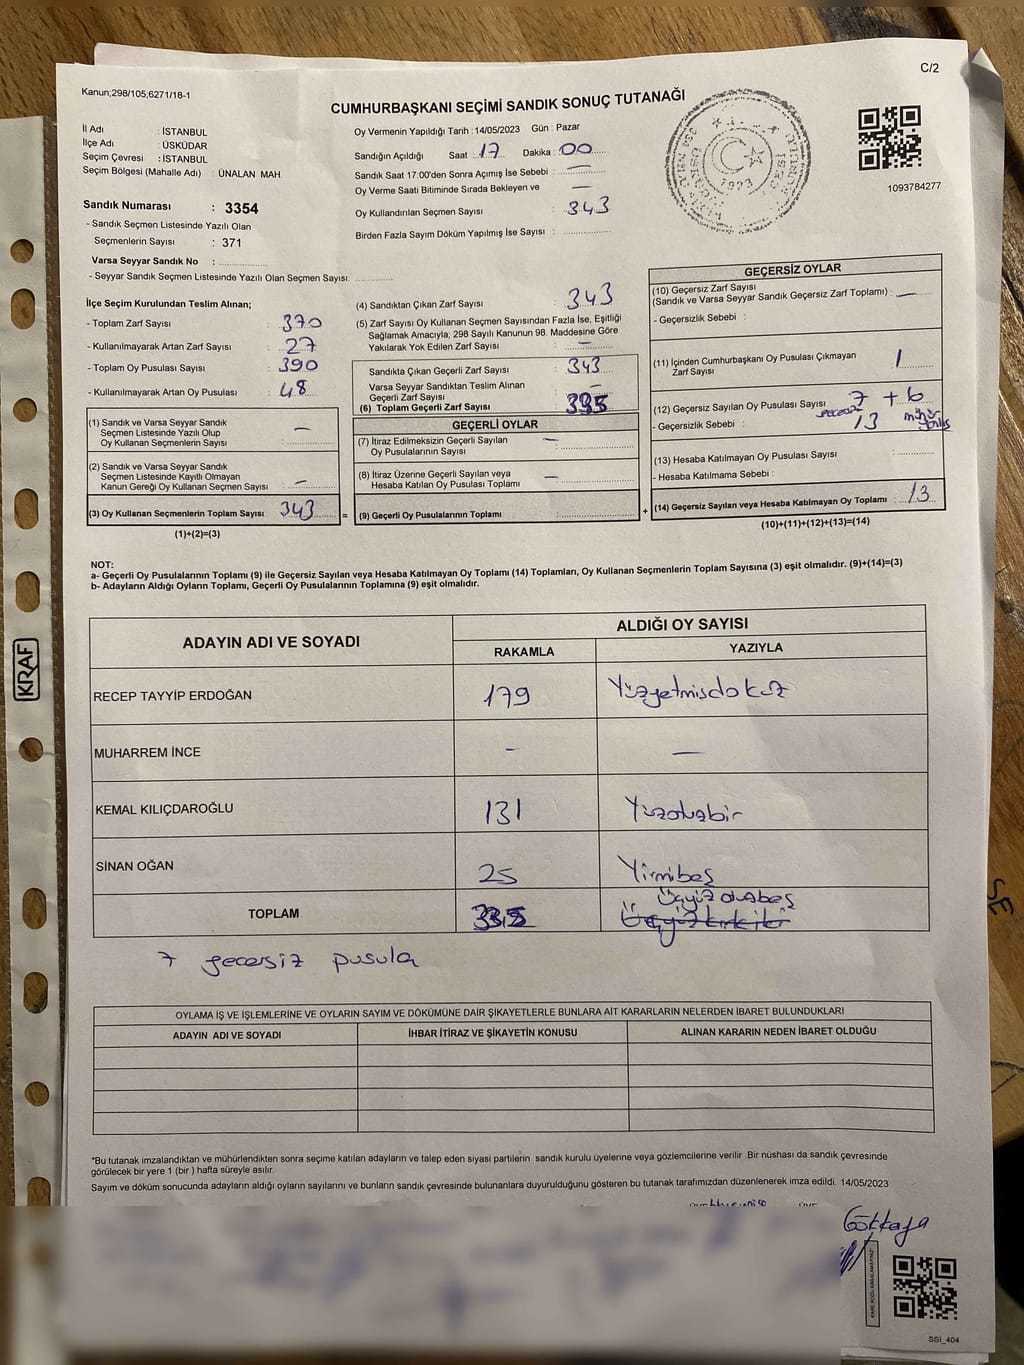 C/2
Kanun;298/105,6271/18-1
CUMHURBAŞKANI SEÇİMİ SANDIK SONUÇ TUTANAĞI
İl Adı : İSTANBUL
İlçe Adı : ÜSKÜDAR
Seçim Çevresi : İSTANBUL
Seçim Bölgesi (Mahalle Adı) : ÜNALAN MAH.
Sandık Numarası : 3354
- Sandık Seçmen Listesinde Yazılı Olan
Seçmenlerin Sayısı : 371
Varsa Seyyar Sandık No :
- Seyyar Sandık Seçmen Listesinde Yazılı Olan Seçmen Sayısı:
Oy Vermenin Yapıldığı Tarih : 14/05/2023 Gün : Pazar
Sandığın Açıldığı Saat : 17 Dakika : 00
Sandık Saat 17:00'den Sonra Açımış İse Sebebi : —
Oy Verme Saati Bitiminde Sırada Bekleyen ve —
Oy Kullandırılan Seçmen Sayısı : 343
Birden Fazla Sayım Döküm Yapılmış İse Sayısı :
1923
1093784277
İlçe Seçim Kurulundan Teslim Alınan;
- Toplam Zarf Sayısı : 370
- Kullanılmayarak Artan Zarf Sayısı : 27
- Toplam Oy Pusulası Sayısı : 390
- Kullanılmayarak Artan Oy Pusulası : 48
(1) Sandık ve Varsa Seyyar Sandık
Seçmen Listesinde Yazılı Olup
Oy Kullanan Seçmenlerin Sayısı : —
(2) Sandık ve Varsa Seyyar Sandık
Seçmen Listesinde Kayıtlı Olmayan
Kanun Gereği Oy Kullanan Seçmen Sayısı : —
(3) Oy Kullanan Seçmenlerin Toplam Sayısı : 343
(1)+(2)=(3)
(4) Sandıktan Çıkan Zarf Sayısı : 343
(5) Zarf Sayısı Oy Kullanan Seçmen Sayısından Fazla İse, Eşitliği
Sağlamak Amacıyla, 298 Sayılı Kanunun 98. Maddesine Göre
Yakılarak Yok Edilen Zarf Sayısı : —
Sandıkta Çıkan Geçerli Zarf Sayısı : 343
Varsa Seyyar Sandıktan Teslim Alınan
Geçerli Zarf Sayısı : —
(6) Toplam Geçerli Zarf Sayısı : 335
GEÇERLİ OYLAR
(7) İtiraz Edilmeksizin Geçerli Sayılan
Oy Pusulalarının Sayısı : —
(8) İtiraz Üzerine Geçerli Sayılan veya
Hesaba Katılan Oy Pusulası Toplamı : —
= (9) Geçerli Oy Pusulalarının Toplamı :
GEÇERSİZ OYLAR
(10) Geçersiz Zarf Sayısı
(Sandık ve Varsa Seyyar Sandık Geçersiz Zarf Toplamı) : —
- Geçersizlik Sebebi :
(11) İçinden Cumhurbaşkanı Oy Pusulası Çıkmayan
Zarf Sayısı : 1
(12) Geçersiz Sayılan Oy Pusulası Sayısı : 7 + 6
- Geçersizlik Sebebi : geçersiz 13 mühür
(13) Hesaba Katılmayan Oy Pusulası Sayısı :
- Hesaba Katılmama Sebebi :
+ (14) Geçersiz Sayılan veya Hesaba Katılmayan Oy Toplamı : 13
(10)+(11)+(12)+(13)=(14)
NOT:
a- Geçerli Oy Pusulalarının Toplamı (9) ile Geçersiz Sayılan veya Hesaba Katılmayan Oy Toplamı (14) Toplamları, Oy Kullanan Seçmenlerin Toplam Sayısına (3) eşit olmalıdır. (9)+(14)=(3)
b- Adayların Aldığı Oyların Toplamı, Geçerli Oy Pusulalarının Toplamına (9) eşit olmalıdır.
ADAYIN ADI VE SOYADI
ALDIĞI OY SAYISI
RAKAMLA YAZIYLA
RECEP TAYYİP ERDOĞAN 179 Yüzyetmişdokuz
MUHARREM İNCE - —
KEMAL KILIÇDAROĞLU 131 Yüzotuzbir
SİNAN OĞAN 25 Yirmibeş
Üçyüz otuzbeş
TOPLAM 335 Üçyüzkırkiki
7 geçersiz pusula
OYLAMA İŞ VE İŞLEMLERİNE VE OYLARIN SAYIM VE DÖKÜMÜNE DAİR ŞİKAYETLERLE BUNLARA AİT KARARLARIN NELERDEN İBARET BULUNDUKLARI
ADAYIN ADI VE SOYADI İHBAR İTİRAZ VE ŞİKAYETİN KONUSU ALINAN KARARIN NEDEN İBARET OLDUĞU
*Bu tutanak imzalandıktan ve mühürlendikten sonra seçime katılan adayların ve talep eden siyasi partilerin sandık kurulu üyelerine veya gözlemcilerine verilir .Bir nüshası da sandık çevresinde
görülecek bir yere 1 (bir ) hafta süreyle asılır.
Sayım ve döküm sonucunda adayların aldığı oyların sayılarını ve bunların sandık çevresinde bulunanlara duyurulduğunu gösteren bu tutanak tarafımızdan düzenlenerek imza edildi. 14/05/2023
Gökkaya
SSI_404
KRAF